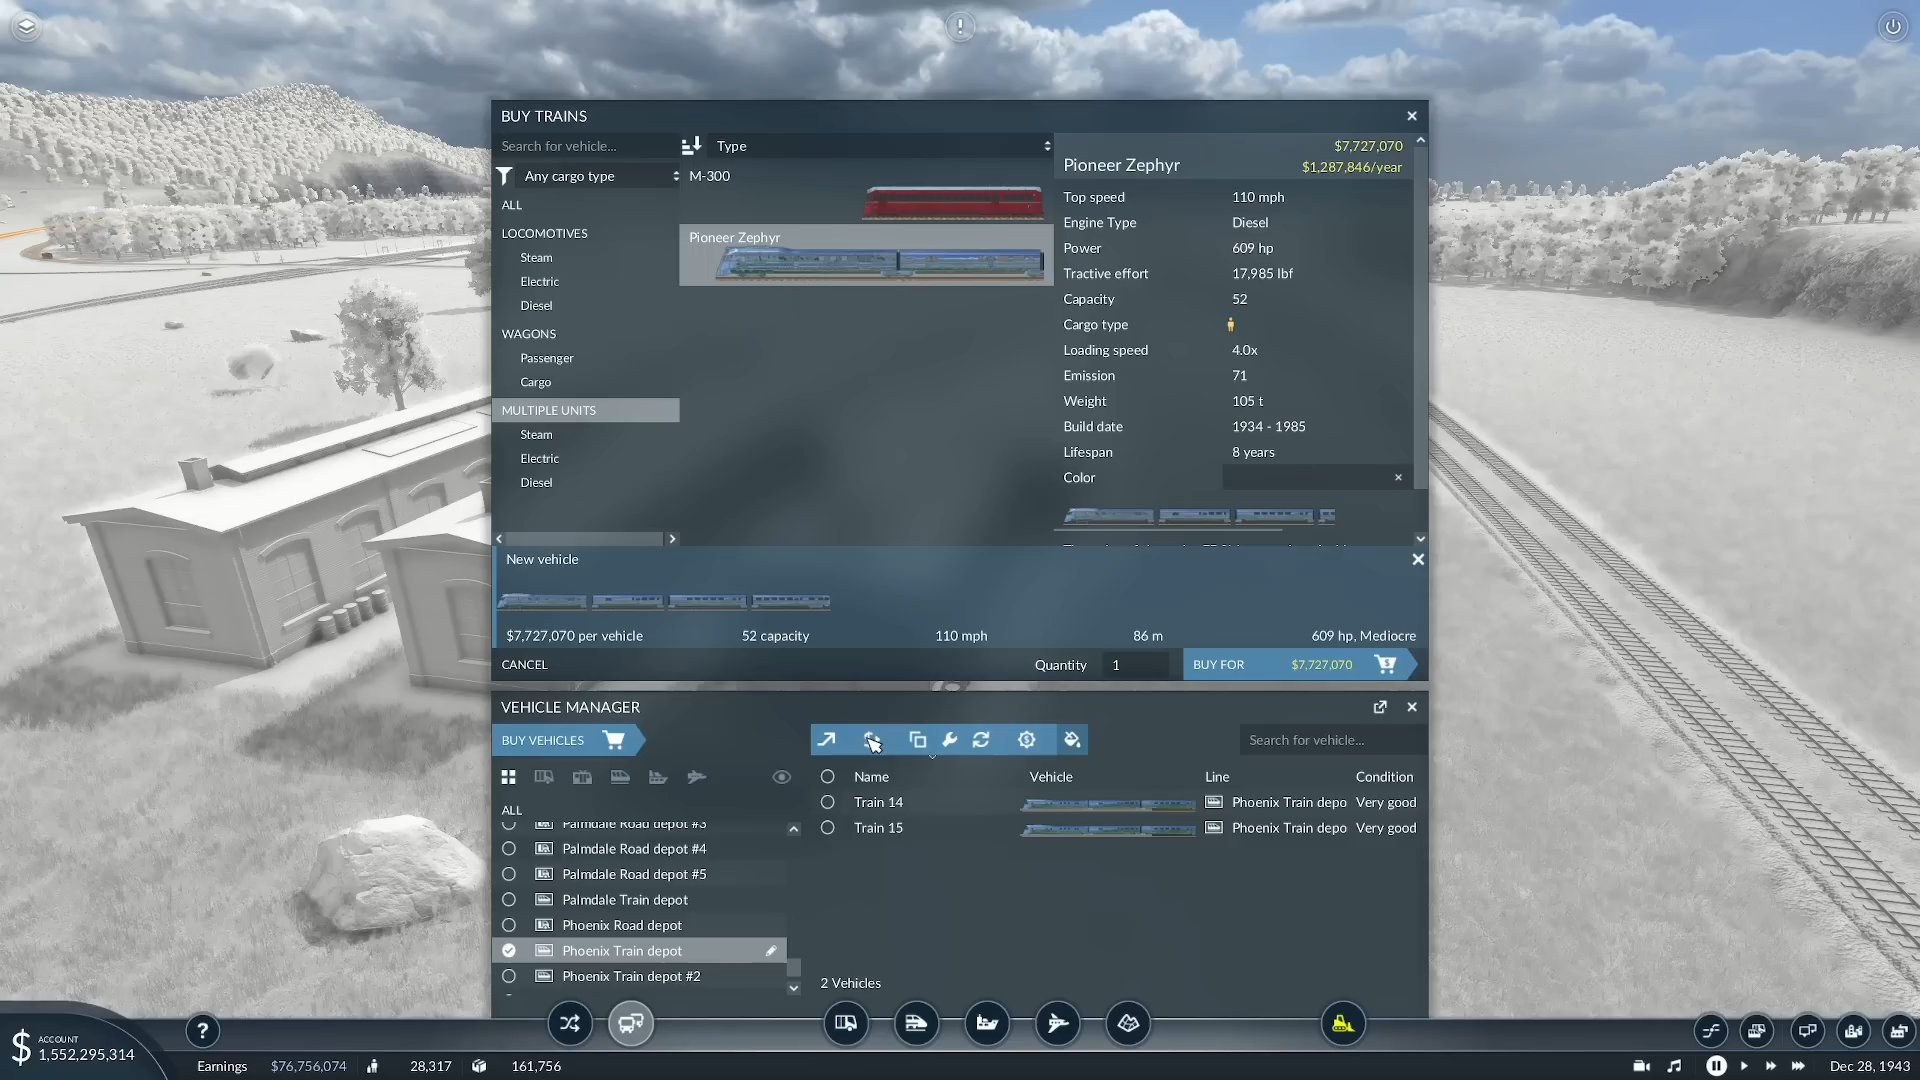 BUY TRAINS
Search for vehicle...
Type
Any cargo type
ALL
LOCOMOTIVES
Steam
Electric
Diesel
WAGONS
Passenger
Cargo
MULTIPLE UNITS
Steam
Electric
Diesel
M-300
Pioneer Zephyr
$7,727,070
Pioneer Zephyr
$1,287,846/year
Top speed 110 mph
Engine Type Diesel
Power 609 hp
Tractive effort 17,985 lbf
Capacity 52
Cargo type
Loading speed 4.0x
Emission 71
Weight 105 t
Build date 1934 - 1985
Lifespan 8 years
Color
New vehicle
$7,727,070 per vehicle 52 capacity 110 mph 86 m 609 hp, Mediocre
CANCEL Quantity 1 BUY FOR $7,727,070
VEHICLE MANAGER
BUY VEHICLES
Search for vehicle...
ALL
Palmdale Road depot #3
Palmdale Road depot #4
Palmdale Road depot #5
Palmdale Train depot
Phoenix Road depot
Phoenix Train depot
Phoenix Train depot #2
Name Vehicle Line Condition
Train 14 Phoenix Train depo Very good
Train 15 Phoenix Train depo Very good
2 Vehicles
ACCOUNT
$ 1,552,295,314
?
Earnings $76,756,074 28,317 161,756
Dec 28, 1943